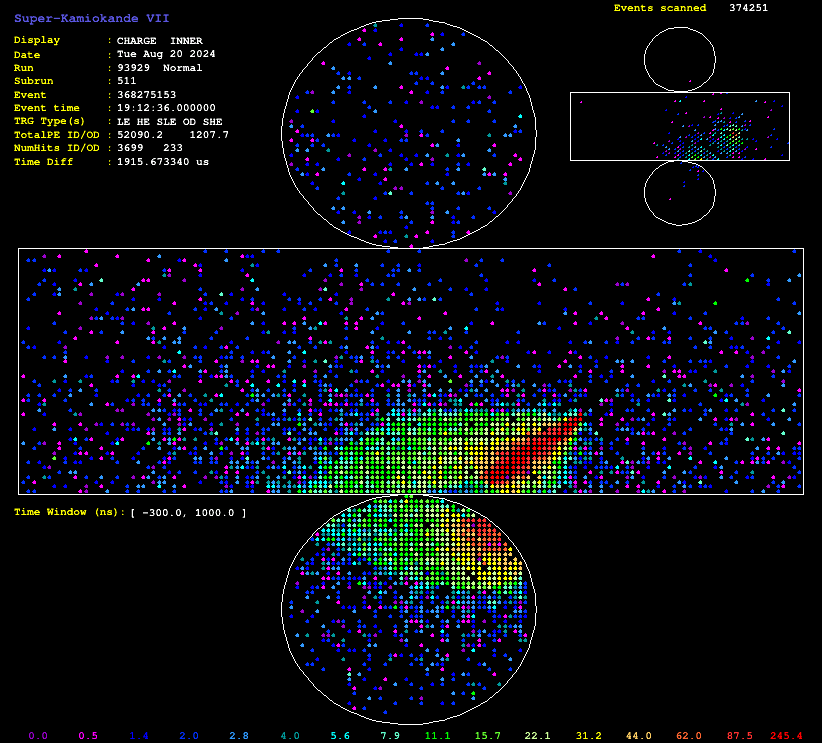 Super-Kamiokande VII
Events scanned 374251
Display : CHARGE INNER
Date : Tue Aug 20 2024
Run : 93929 Normal
Subrun : 511
Event : 368275153
Event time : 19:12:36.000000
TRG Type(s) : LE HE SLE OD SHE
TotalPE ID/OD : 52090.2 1207.7
NumHits ID/OD : 3699 233
Time Diff : 1915.673340 us
Time Window (ns): [ -300.0, 1000.0 ]
0.0 0.5 1.4 2.0 2.8 4.0 5.6 7.9 11.1 15.7 22.1 31.2 44.0 62.0 87.5 245.4